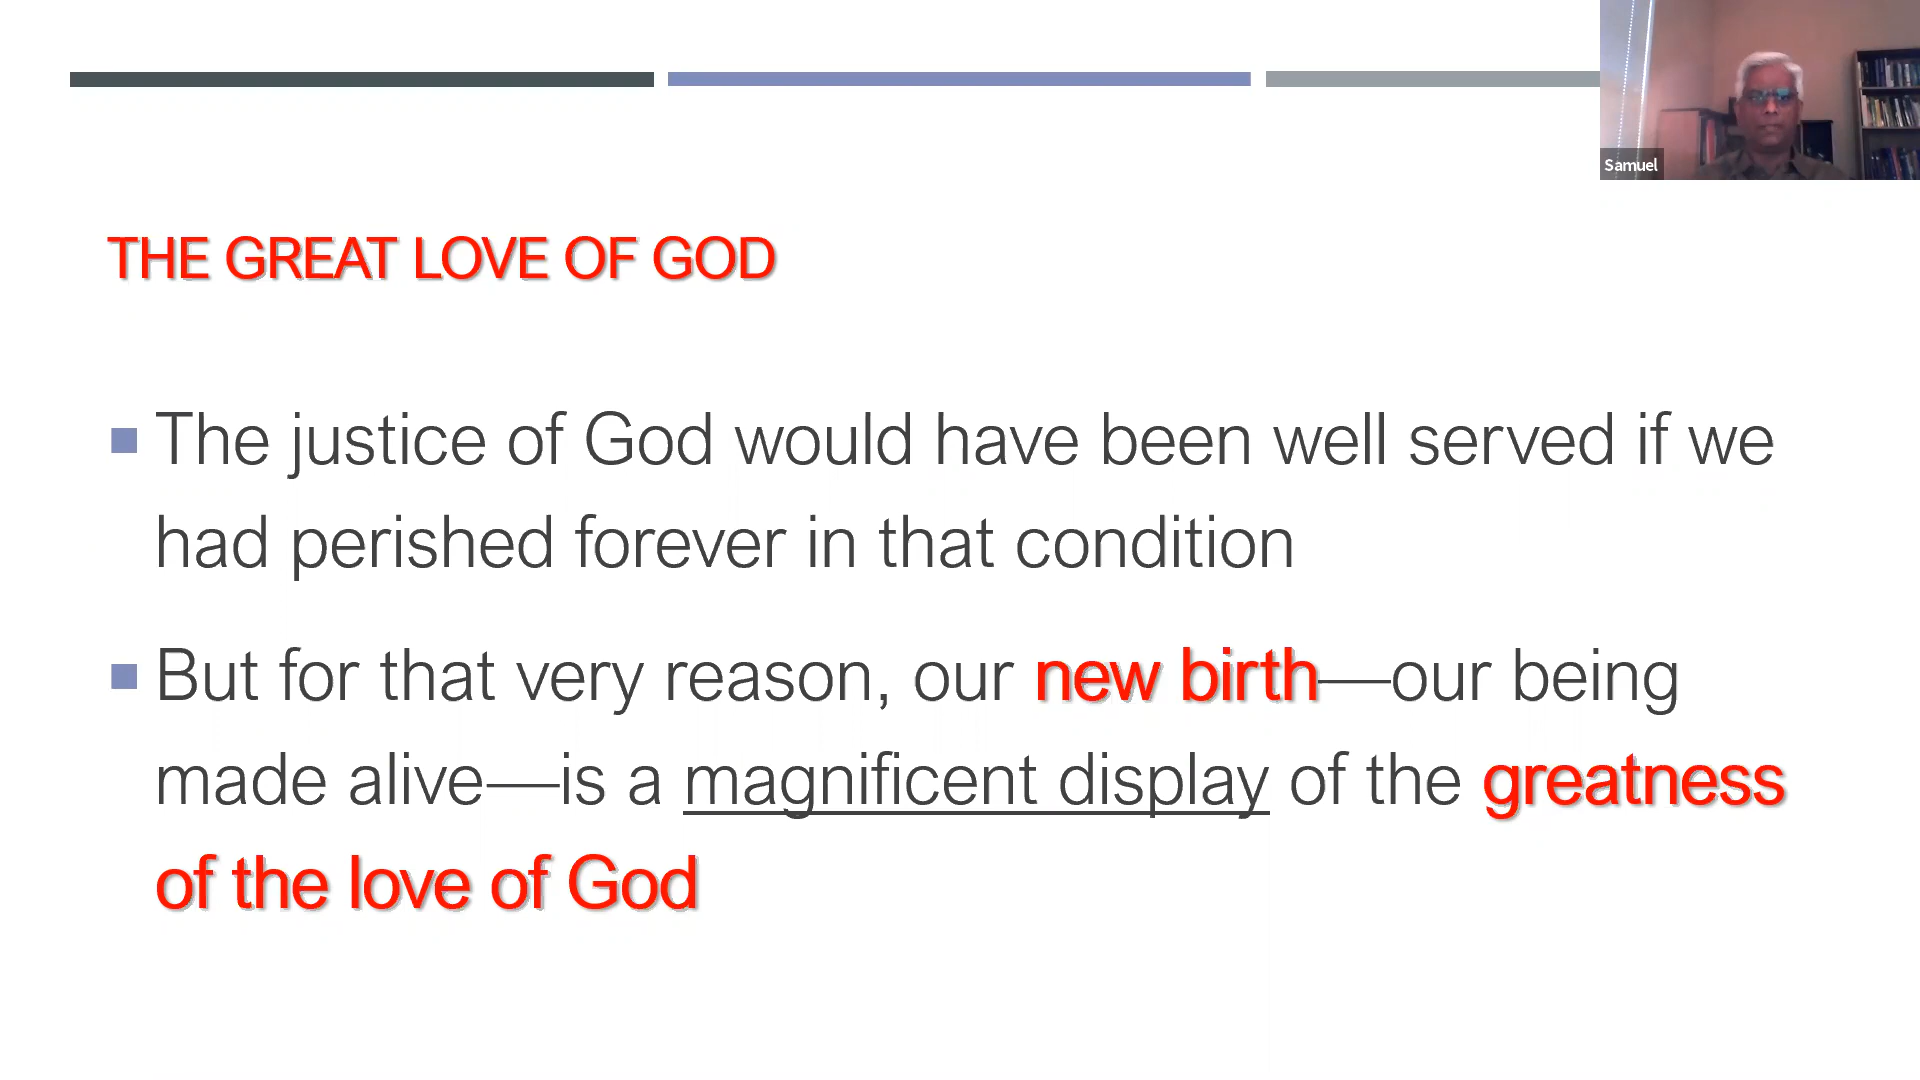 Samuel
THE GREAT LOVE OF GOD
The justice of God would have been well served if we
had perished forever in that condition
But for that very reason, our new birth—our being
made alive—is a magnificent display of the greatness
of the love of God